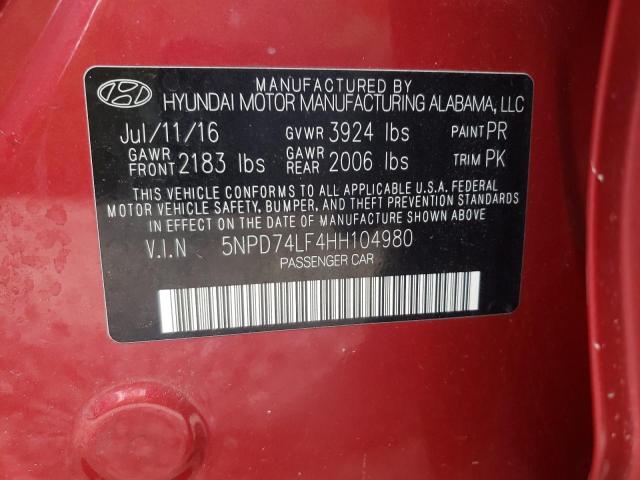 MANUFACTURED BY
HYUNDAI MOTOR MANUFACTURING ALABAMA, LLC
Jul/11/16 GVWR 3924 lbs PAINT PR
GAWR FRONT 2183 lbs GAWR REAR 2006 lbs TRIM PK
THIS VEHICLE CONFORMS TO ALL APPLICABLE U.S.A. FEDERAL
MOTOR VEHICLE SAFETY, BUMPER, AND THEFT PREVENTION STANDARDS
IN EFFECT ON THE DATE OF MANUFACTURE SHOWN ABOVE
V.I.N 5NPD74LF4HH104980
PASSENGER CAR